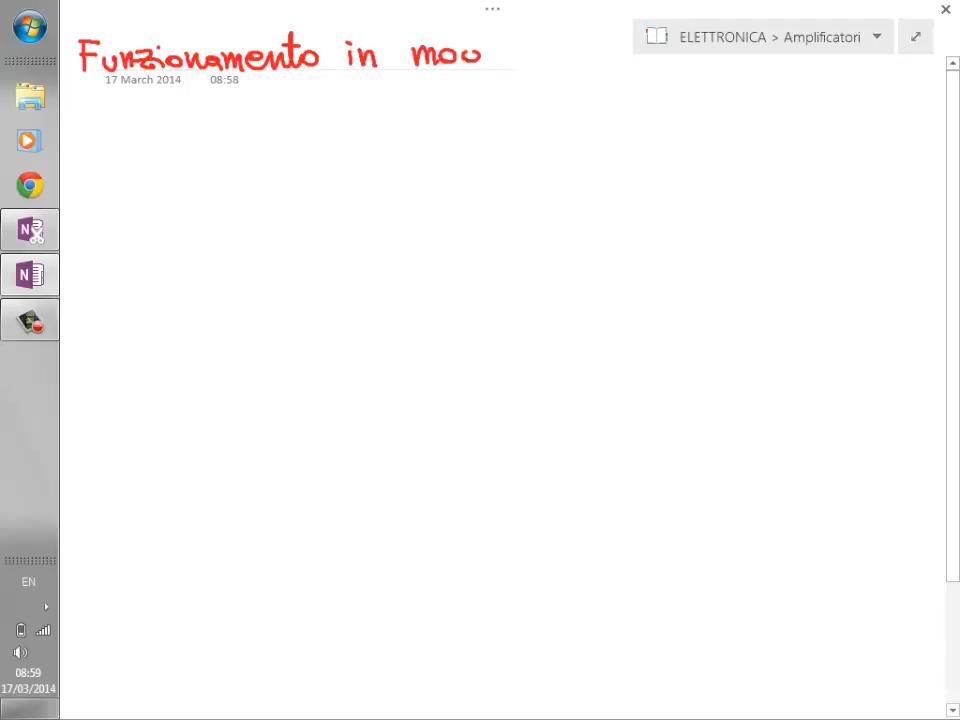 ...
ELETTRONICA > Amplificatori
Funzionamento in moo
17 March 2014 08:58
EN
08:59
17/03/2014